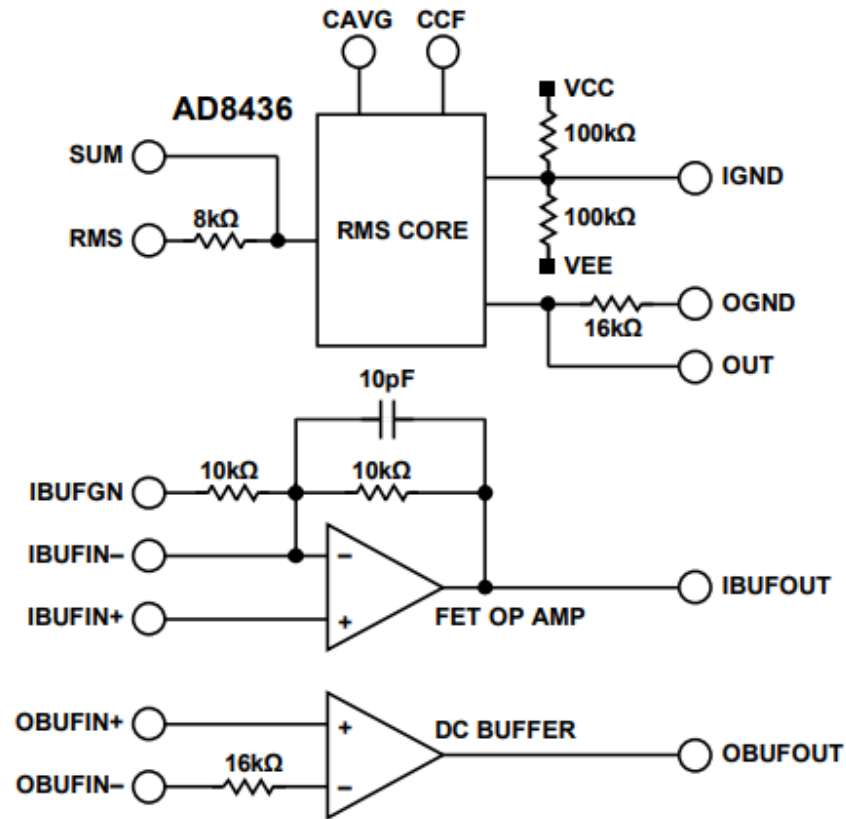 CAVG CCF
AD8436
VCC
100kΩ
SUM
IGND
8kΩ
RMS
RMS CORE
100kΩ
VEE
OGND
16kΩ
OUT
10pF
10kΩ 10kΩ
IBUFGN
IBUFIN–
–
IBUFOUT
IBUFIN+
+
FET OP AMP
OBUFIN+
+
DC BUFFER
OBUFOUT
16kΩ
OBUFIN–
–